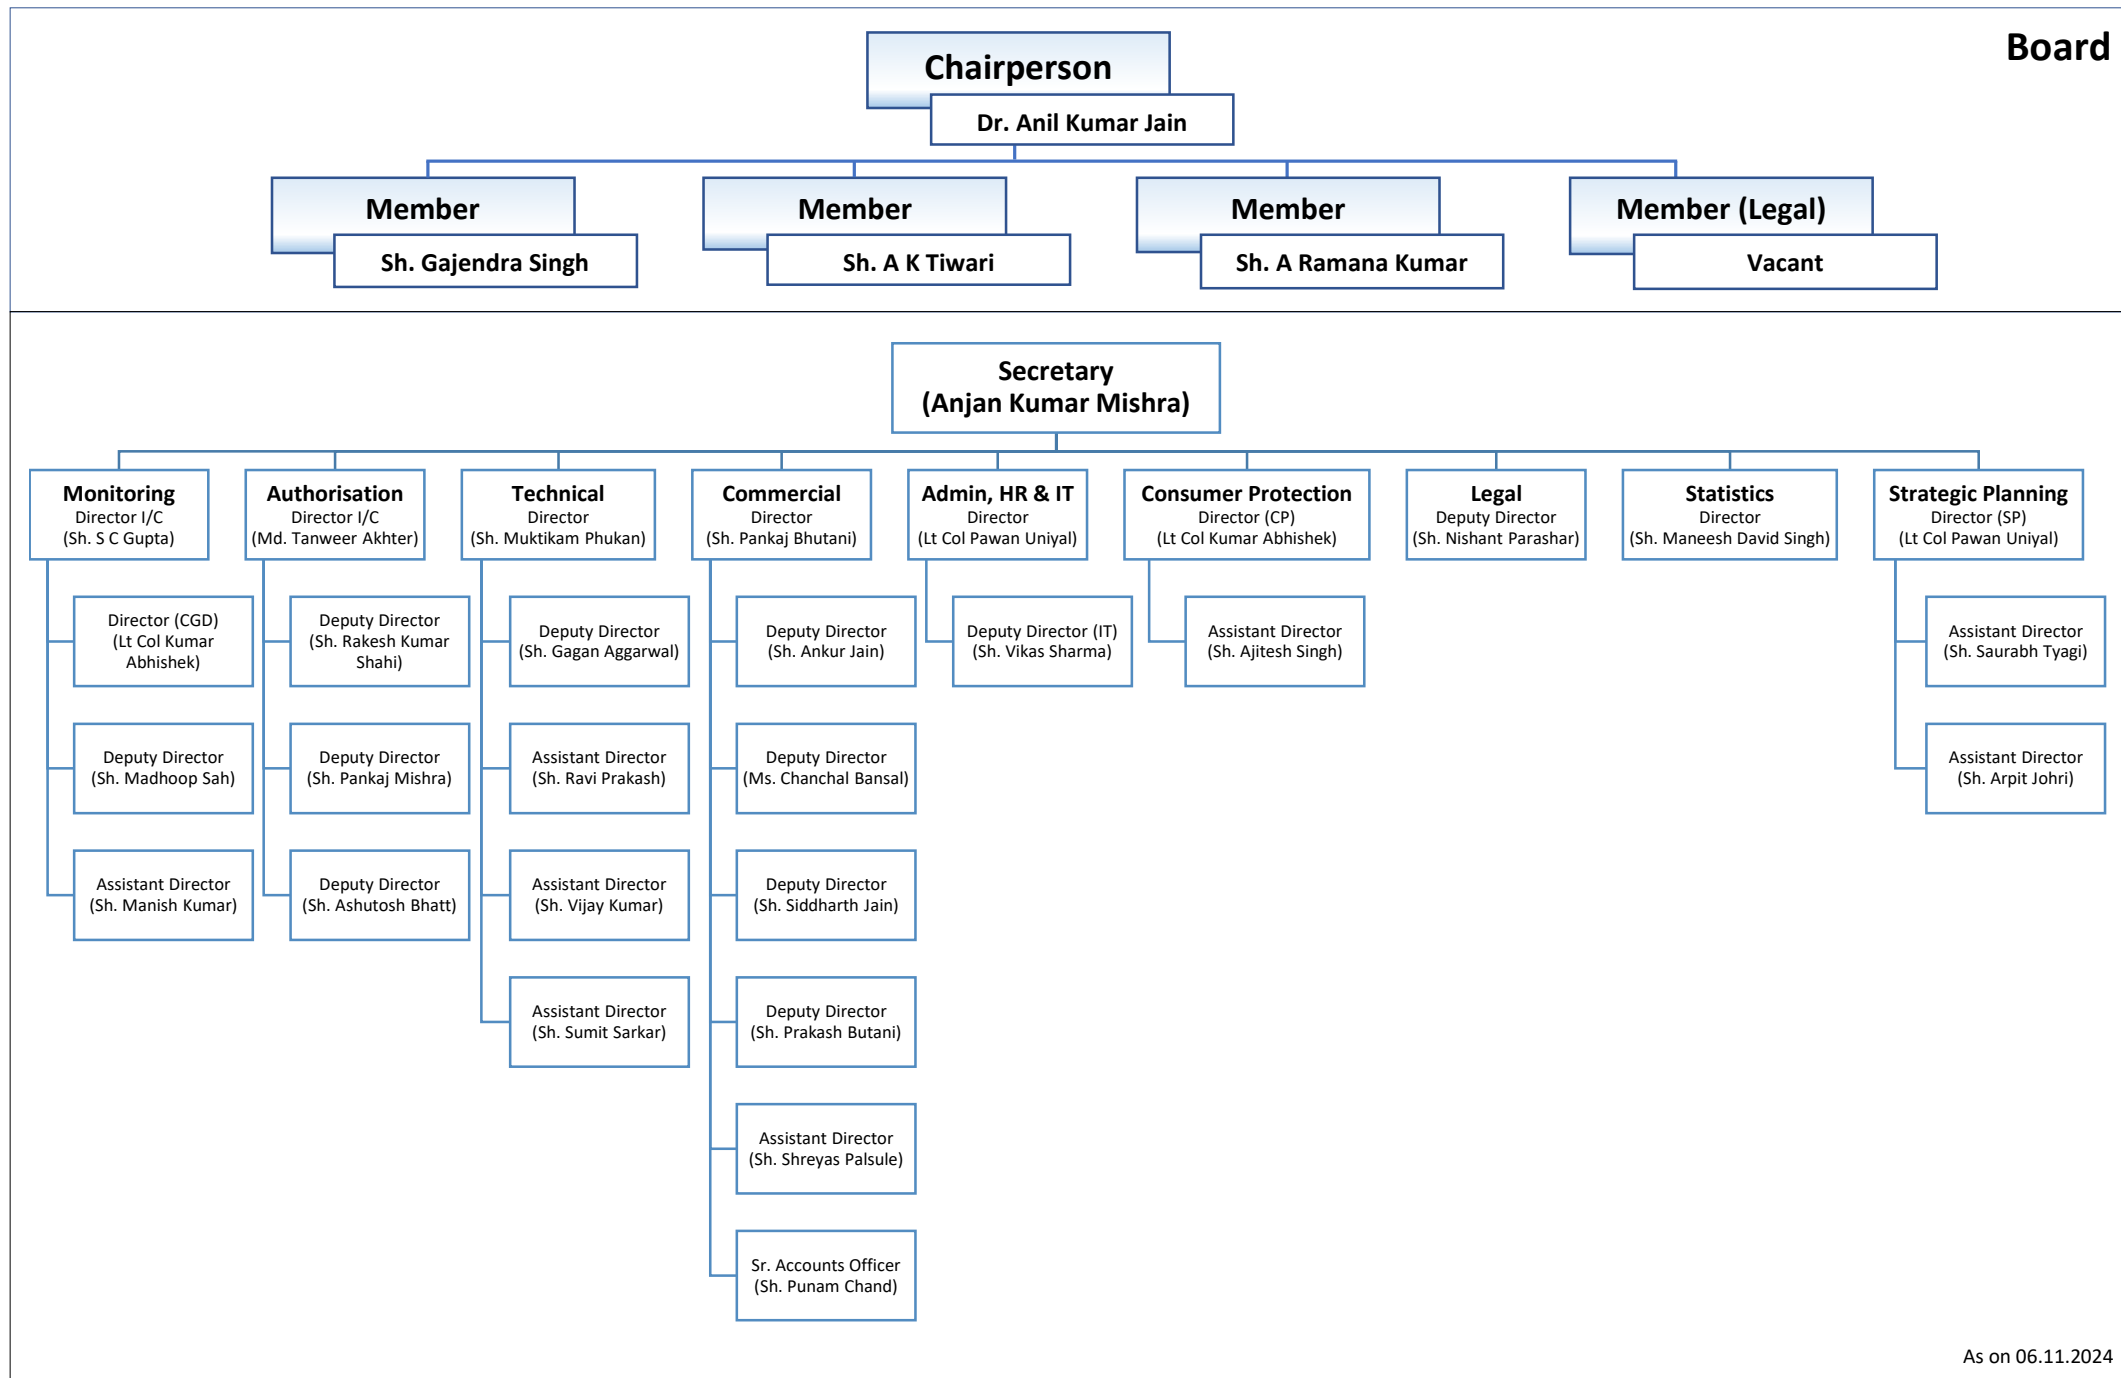 Board
Chairperson
Dr. Anil Kumar Jain
Member
Sh. Gajendra Singh
Member
Sh. A K Tiwari
Member
Sh. A Ramana Kumar
Member (Legal)
Vacant
Secretary
(Anjan Kumar Mishra)
Monitoring
Director I/C
(Sh. S C Gupta)
Director (CGD)
(Lt Col Kumar
Abhishek)
Deputy Director
(Sh. Madhoop Sah)
Assistant Director
(Sh. Manish Kumar)
Authorisation
Director I/C
(Md. Tanweer Akhter)
Deputy Director
(Sh. Rakesh Kumar
Shahi)
Deputy Director
(Sh. Pankaj Mishra)
Deputy Director
(Sh. Ashutosh Bhatt)
Technical
Director
(Sh. Muktikam Phukan)
Deputy Director
(Sh. Gagan Aggarwal)
Assistant Director
(Sh. Ravi Prakash)
Assistant Director
(Sh. Vijay Kumar)
Assistant Director
(Sh. Sumit Sarkar)
Commercial
Director
(Sh. Pankaj Bhutani)
Deputy Director
(Sh. Ankur Jain)
Deputy Director
(Ms. Chanchal Bansal)
Deputy Director
(Sh. Siddharth Jain)
Deputy Director
(Sh. Prakash Butani)
Assistant Director
(Sh. Shreyas Palsule)
Sr. Accounts Officer
(Sh. Punam Chand)
Admin, HR & IT
Director
(Lt Col Pawan Uniyal)
Deputy Director (IT)
(Sh. Vikas Sharma)
Consumer Protection
Director (CP)
(Lt Col Kumar Abhishek)
Assistant Director
(Sh. Ajitesh Singh)
Legal
Deputy Director
(Sh. Nishant Parashar)
Statistics
Director
(Sh. Maneesh David Singh)
Strategic Planning
Director (SP)
(Lt Col Pawan Uniyal)
Assistant Director
(Sh. Saurabh Tyagi)
Assistant Director
(Sh. Arpit Johri)
As on 06.11.2024